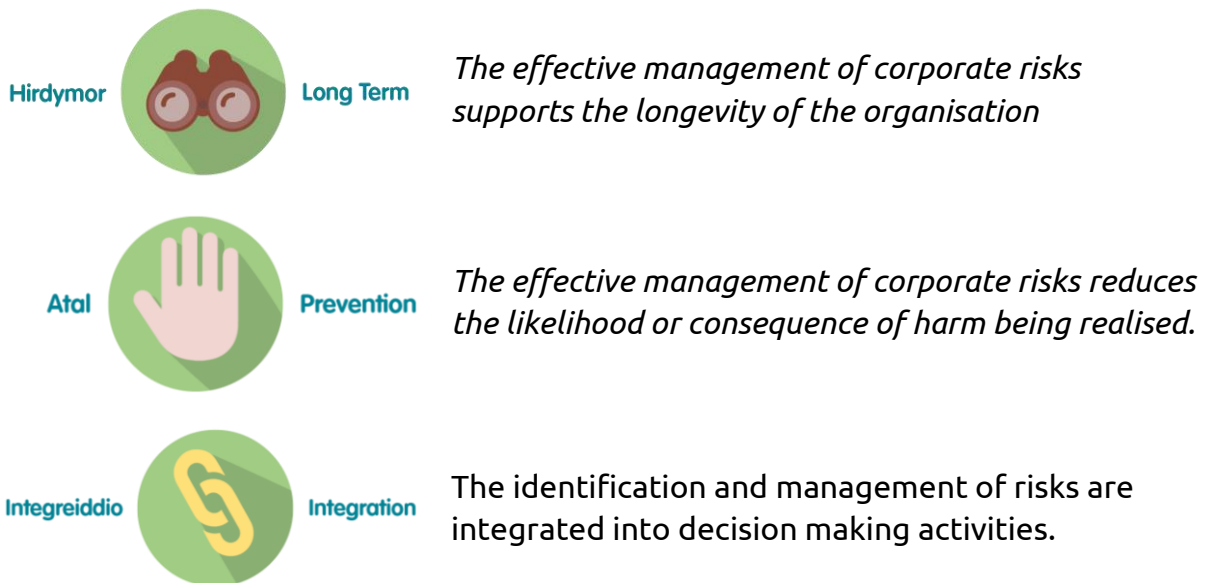 Hirdymor
Long Term
The effective management of corporate risks
supports the longevity of the organisation
Atal
Prevention
The effective management of corporate risks reduces
the likelihood or consequence of harm being realised.
Integreiddio
Integration
The identification and management of risks are
integrated into decision making activities.